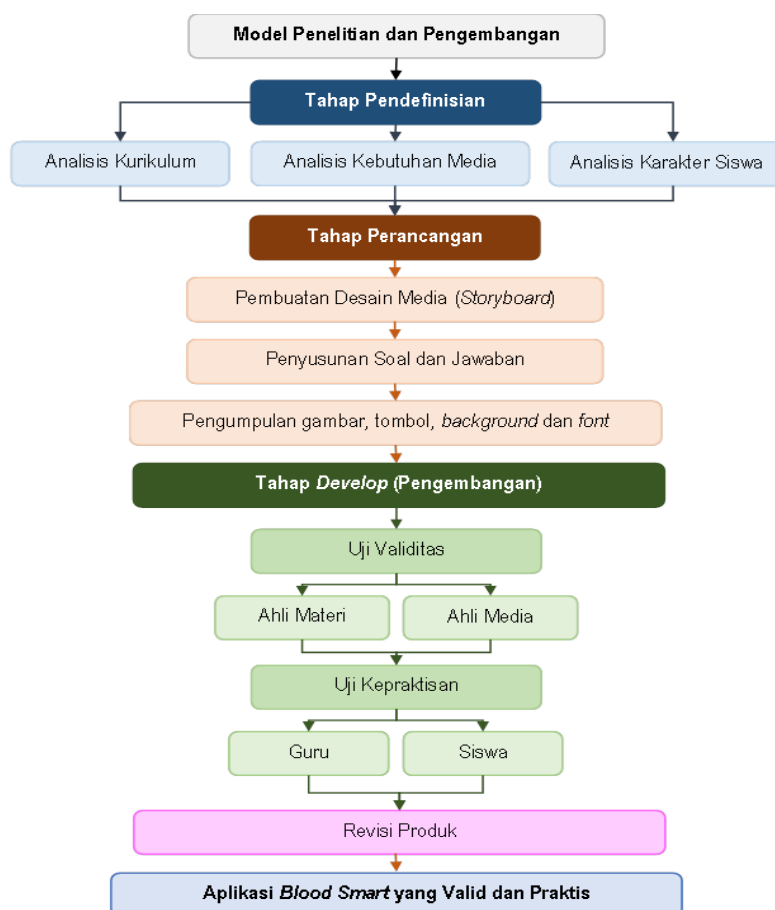 Model Penelitian dan Pengembangan
Tahap Pendefinisian
Analisis Kurikulum
Analisis Kebutuhan Media
Analisis Karakter Siswa
Tahap Perancangan
Pembuatan Desain Media (Storyboard)
Penyusunan Soal dan Jawaban
Pengumpulan gambar, tombol, background dan font
Tahap Develop (Pengembangan)
Uji Validitas
Ahli Materi
Ahli Media
Uji Kepraktisan
Guru
Siswa
Revisi Produk
Aplikasi Blood Smart yang Valid dan Praktis